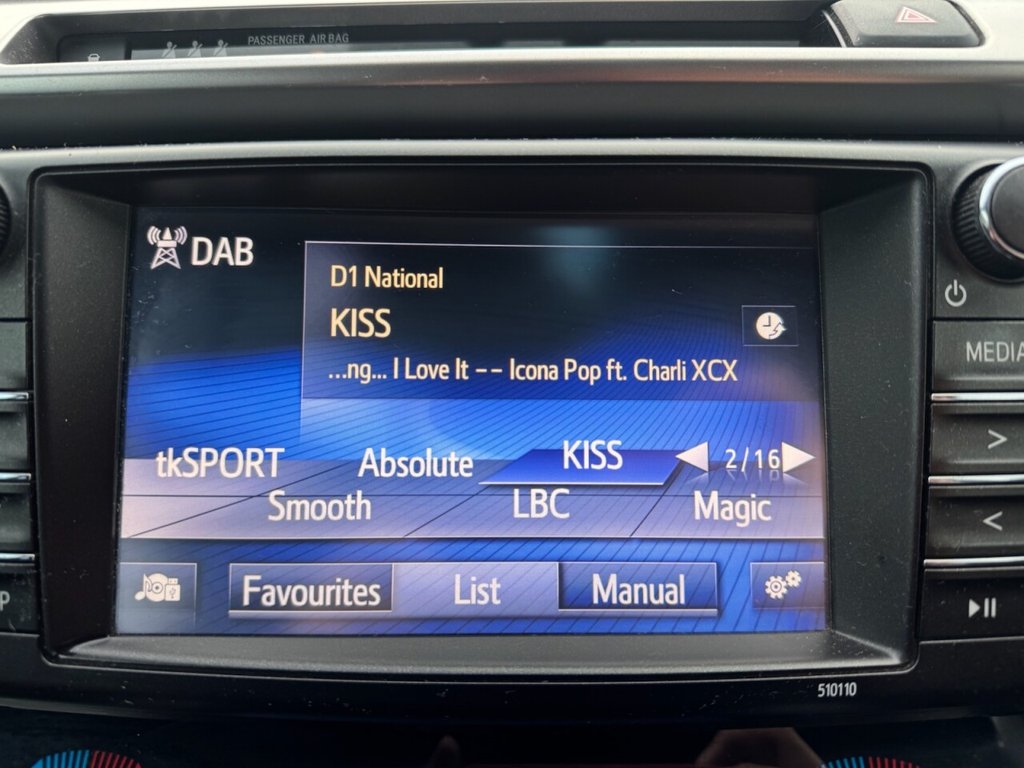 PASSENGER AIR BAG
DAB
D1 National
KISS
...ng... I Love It -- Icona Pop ft. Charli XCX
MEDIA
tkSPORT Absolute KISS 2/16
Smooth LBC Magic
Favourites List Manual
510110